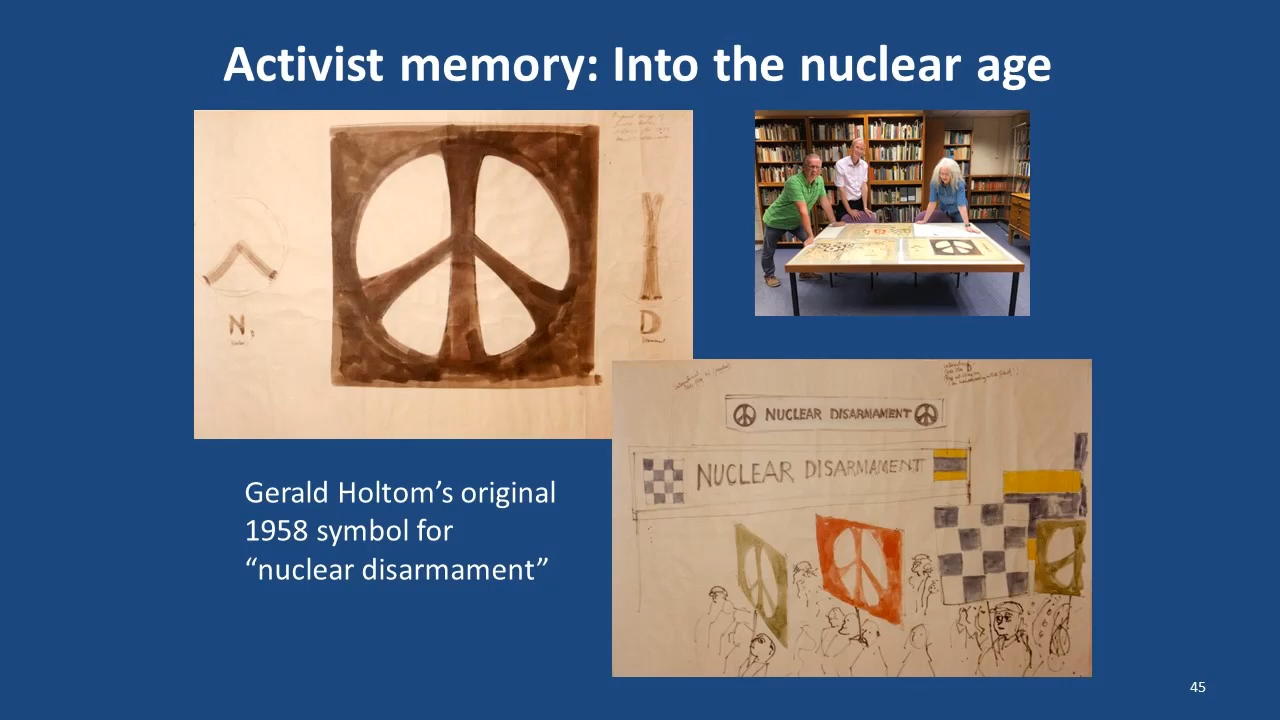 Activist memory: Into the nuclear age
N.
D
NUCLEAR DISARMAMENT
NUCLEAR DISARMAMENT
Gerald Holtom’s original
1958 symbol for
“nuclear disarmament”
45